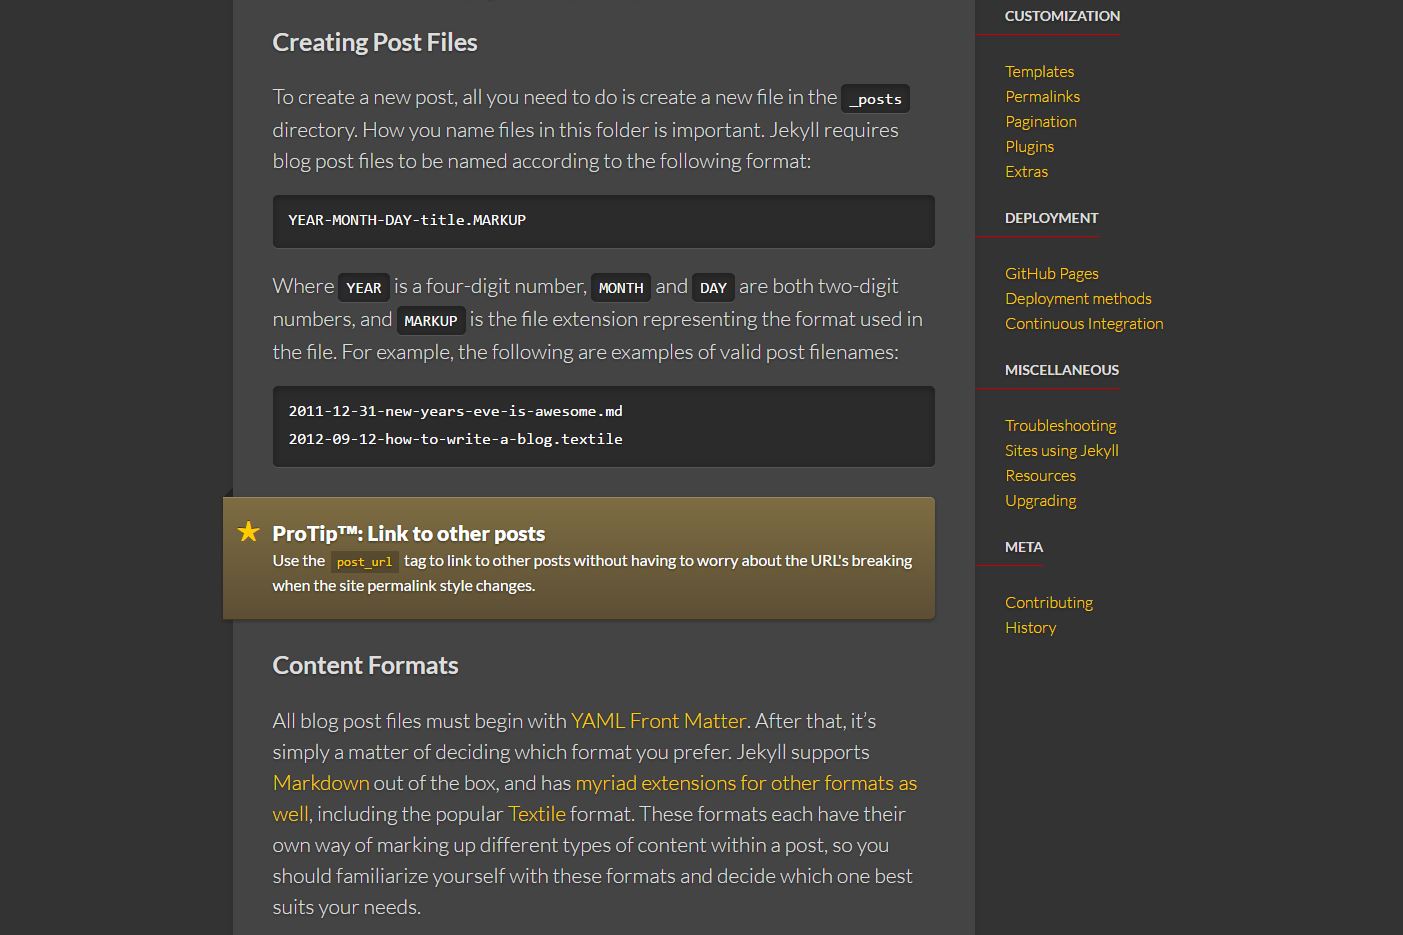 Creating Post Files
To create a new post, all you need to do is create a new file in the _posts
directory. How you name files in this folder is important. Jekyll requires
blog post files to be named according to the following format:
YEAR-MONTH-DAY-title.MARKUP
Where YEAR is a four-digit number, MONTH and DAY are both two-digit
numbers, and MARKUP is the file extension representing the format used in
the file. For example, the following are examples of valid post filenames:
2011-12-31-new-years-eve-is-awesome.md
2012-09-12-how-to-write-a-blog.textile
ProTip™: Link to other posts
Use the post_url tag to link to other posts without having to worry about the URL's breaking
when the site permalink style changes.
Content Formats
All blog post files must begin with YAML Front Matter. After that, it’s
simply a matter of deciding which format you prefer. Jekyll supports
Markdown out of the box, and has myriad extensions for other formats as
well, including the popular Textile format. These formats each have their
own way of marking up different types of content within a post, so you
should familiarize yourself with these formats and decide which one best
suits your needs.
CUSTOMIZATION
Templates
Permalinks
Pagination
Plugins
Extras
DEPLOYMENT
GitHub Pages
Deployment methods
Continuous Integration
MISCELLANEOUS
Troubleshooting
Sites using Jekyll
Resources
Upgrading
META
Contributing
History